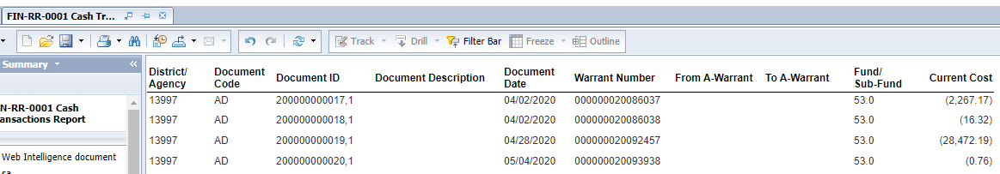 FIN-RR-0001 Cash Tr...
Track Drill Filter Bar Freeze Outline
Summary
N-RR-0001 Cash
ansactions Report
Web Intelligence document
sa
District/ Agency Document Code Document ID Document Description Document Date Warrant Number From A-Warrant To A-Warrant Fund/ Sub-Fund Current Cost
13997 AD 200000000017,1 04/02/2020 000000020086037 53.0 (2,267.17)
13997 AD 200000000018,1 04/02/2020 000000020086038 53.0 (16.32)
13997 AD 200000000019,1 04/28/2020 000000020092457 53.0 (28,472.19)
13997 AD 200000000020,1 05/04/2020 000000020093938 53.0 (0.76)